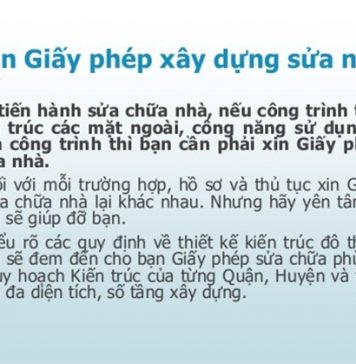 n Giấy phép xây dựng sửa n
tiến hành sửa chữa nhà, nếu công trình t
trúc các mặt ngoài, công năng sử dụn
công trình thì bạn cần phải xin Giấy ph
a nhà.
ối với mỗi trường hợp, hồ sơ và thủ tục xin G
a chữa nhà lại khác nhau. Nhưng hãy yên tâm
sẽ giúp đỡ bạn.
ểu rõ các quy định về thiết kế kiến trúc đô th
sẽ đem đến cho bạn Giấy phép sửa chữa phù
uy hoạch Kiến trúc của từng Quận, Huyện và
đa diện tích, số tầng xây dựng.